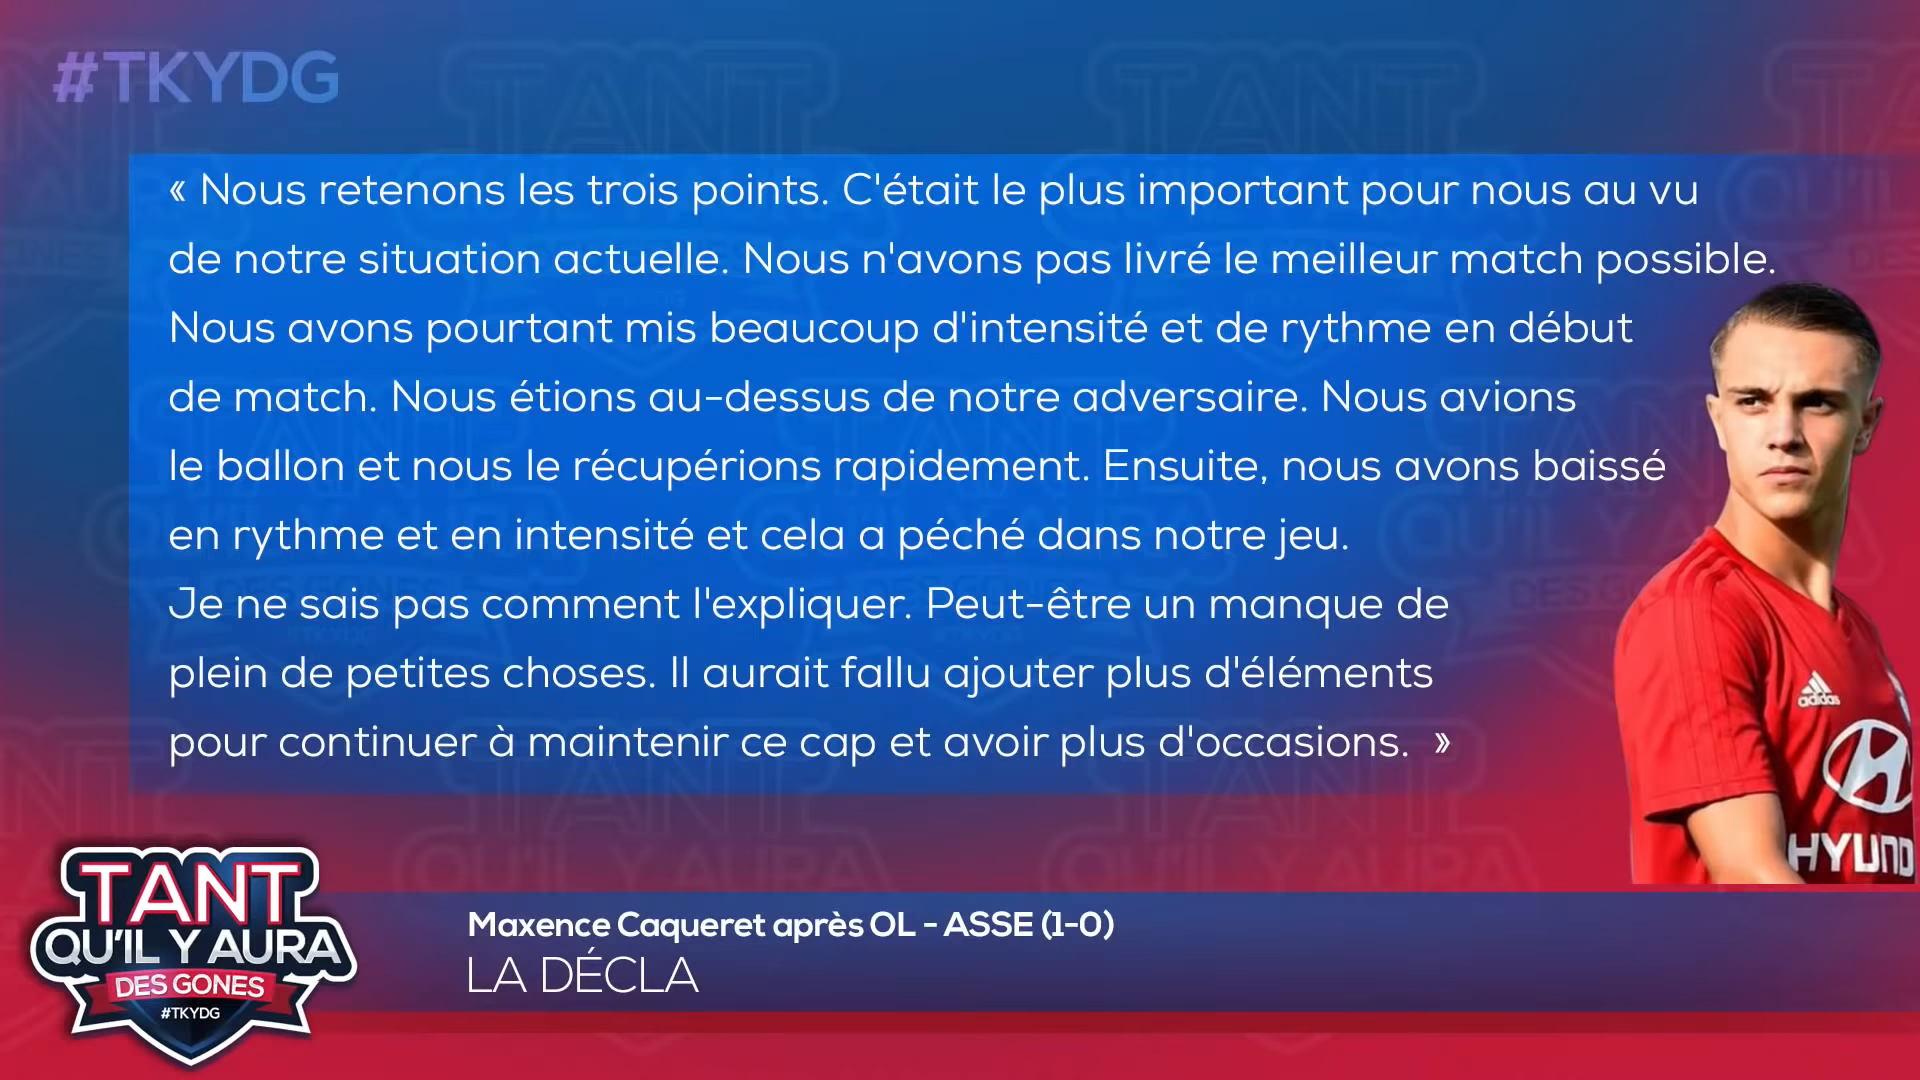 #TKYDG
« Nous retenons les trois points. C'était le plus important pour nous au vu
de notre situation actuelle. Nous n'avons pas livré le meilleur match possible.
Nous avons pourtant mis beaucoup d'intensité et de rythme en début
de match. Nous étions au-dessus de notre adversaire. Nous avions
le ballon et nous le récupérions rapidement. Ensuite, nous avons baissé
en rythme et en intensité et cela a péché dans notre jeu.
Je ne sais pas comment l'expliquer. Peut-être un manque de
plein de petites choses. Il aurait fallu ajouter plus d'éléments
pour continuer à maintenir ce cap et avoir plus d'occasions. »
adidas
HYUND
TANT
QU'IL Y AURA
DES GONES
#TKYDG
Maxence Caqueret après OL - ASSE (1-0)
LA DÉCLA